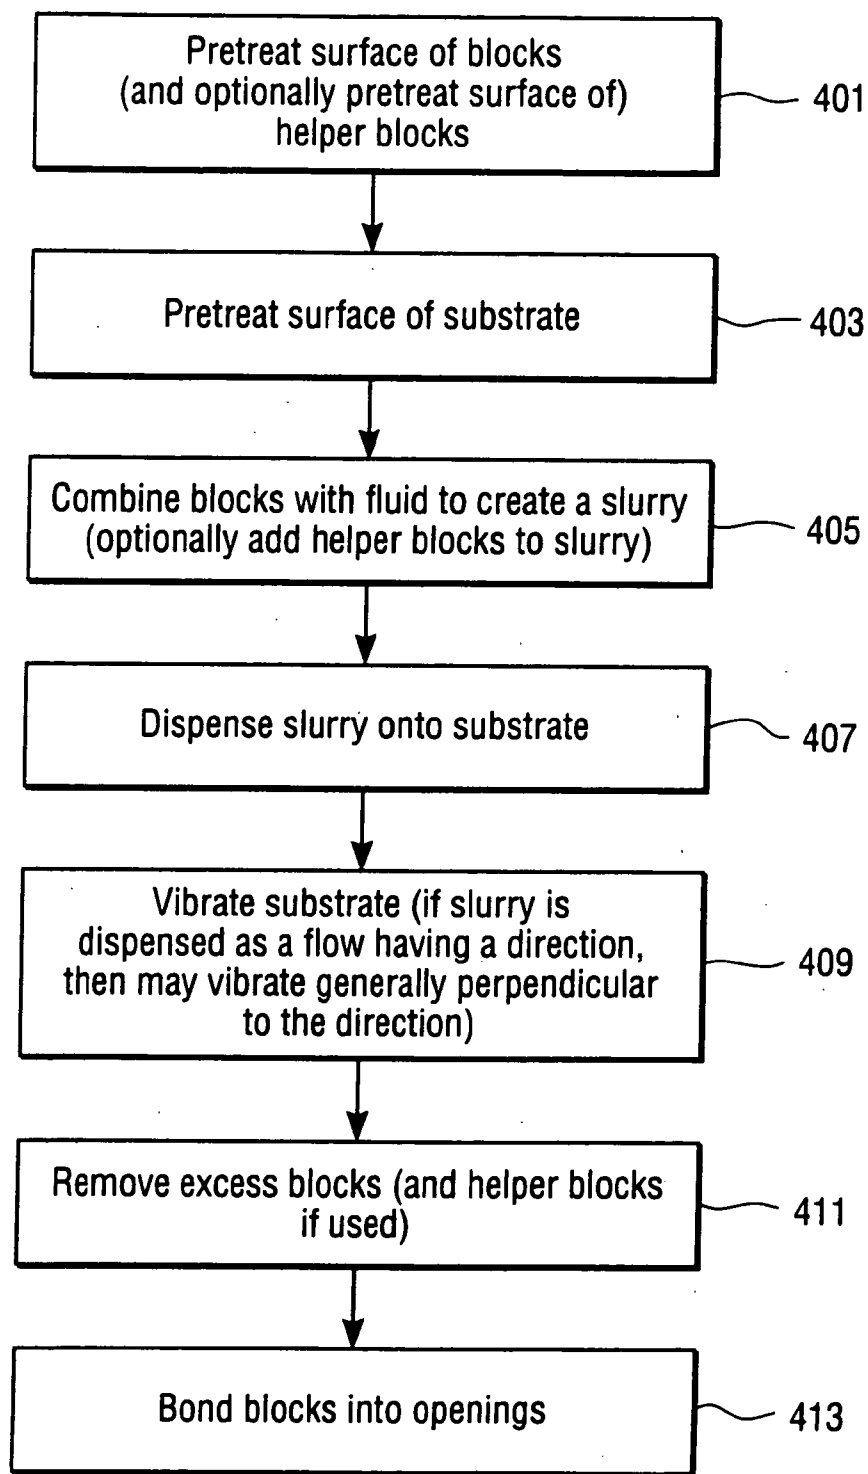 Pretreat surface of blocks
(and optionally pretreat surface of)
helper blocks
401
Pretreat surface of substrate
403
Combine blocks with fluid to create a slurry
(optionally add helper blocks to slurry)
405
Dispense slurry onto substrate
407
Vibrate substrate (if slurry is
dispensed as a flow having a direction,
then may vibrate generally perpendicular
to the direction)
409
Remove excess blocks (and helper blocks
if used)
411
Bond blocks into openings
413